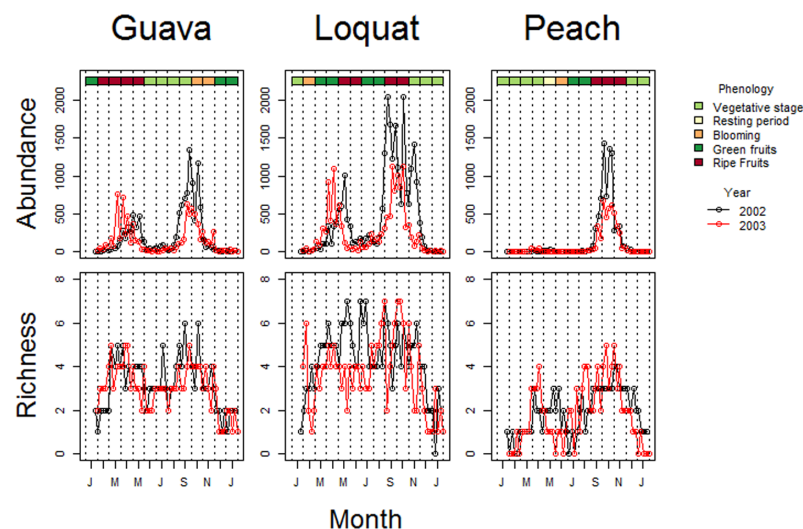 Guava Loquat Peach
Abundance
0 500 1000 1500 2000
0 500 1000 1500 2000
0 500 1000 1500 2000
Phenology
Vegetative stage
Resting period
Blooming
Green fruits
Ripe Fruits
Year
2002
2003
Richness
0 2 4 6 8
0 2 4 6 8
0 2 4 6 8
J M M J S N J
J M M J S N J
J M M J S N J
Month